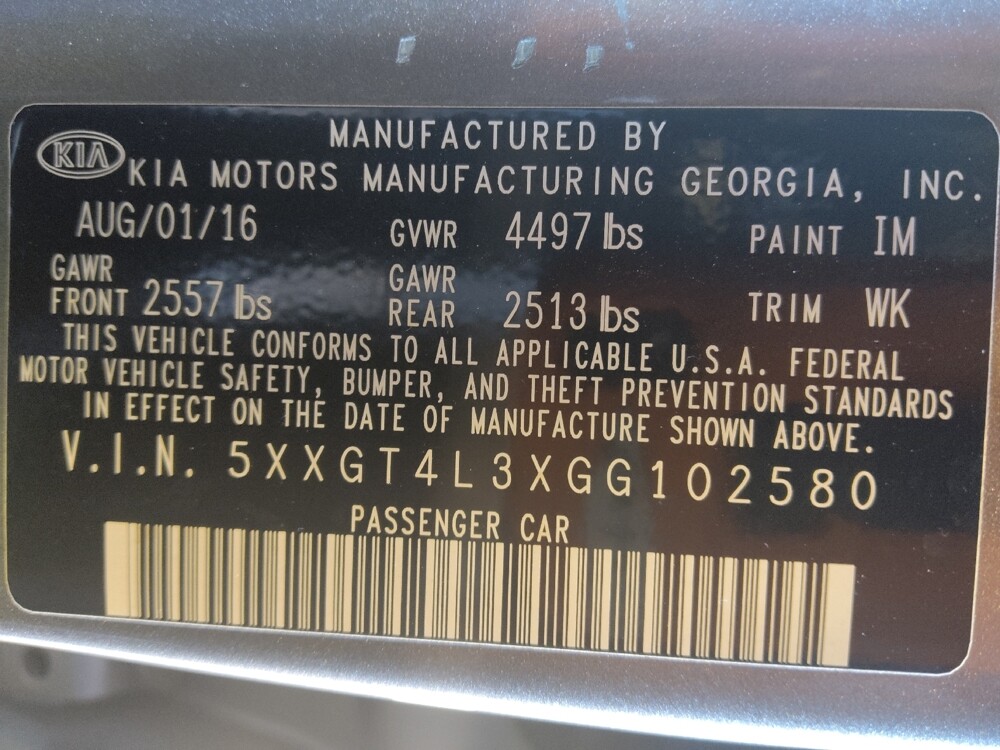 MANUFACTURED BY
KIA KIA MOTORS MANUFACTURING GEORGIA, INC.
AUG/01/16 GVWR 4497 lbs PAINT IM
GAWR FRONT 2557 lbs GAWR REAR 2513 lbs TRIM WK
THIS VEHICLE CONFORMS TO ALL APPLICABLE U.S.A. FEDERAL
MOTOR VEHICLE SAFETY, BUMPER, AND THEFT PREVENTION STANDARDS
IN EFFECT ON THE DATE OF MANUFACTURE SHOWN ABOVE.
V.I.N. 5XXGT4L3XGG102580
PASSENGER CAR